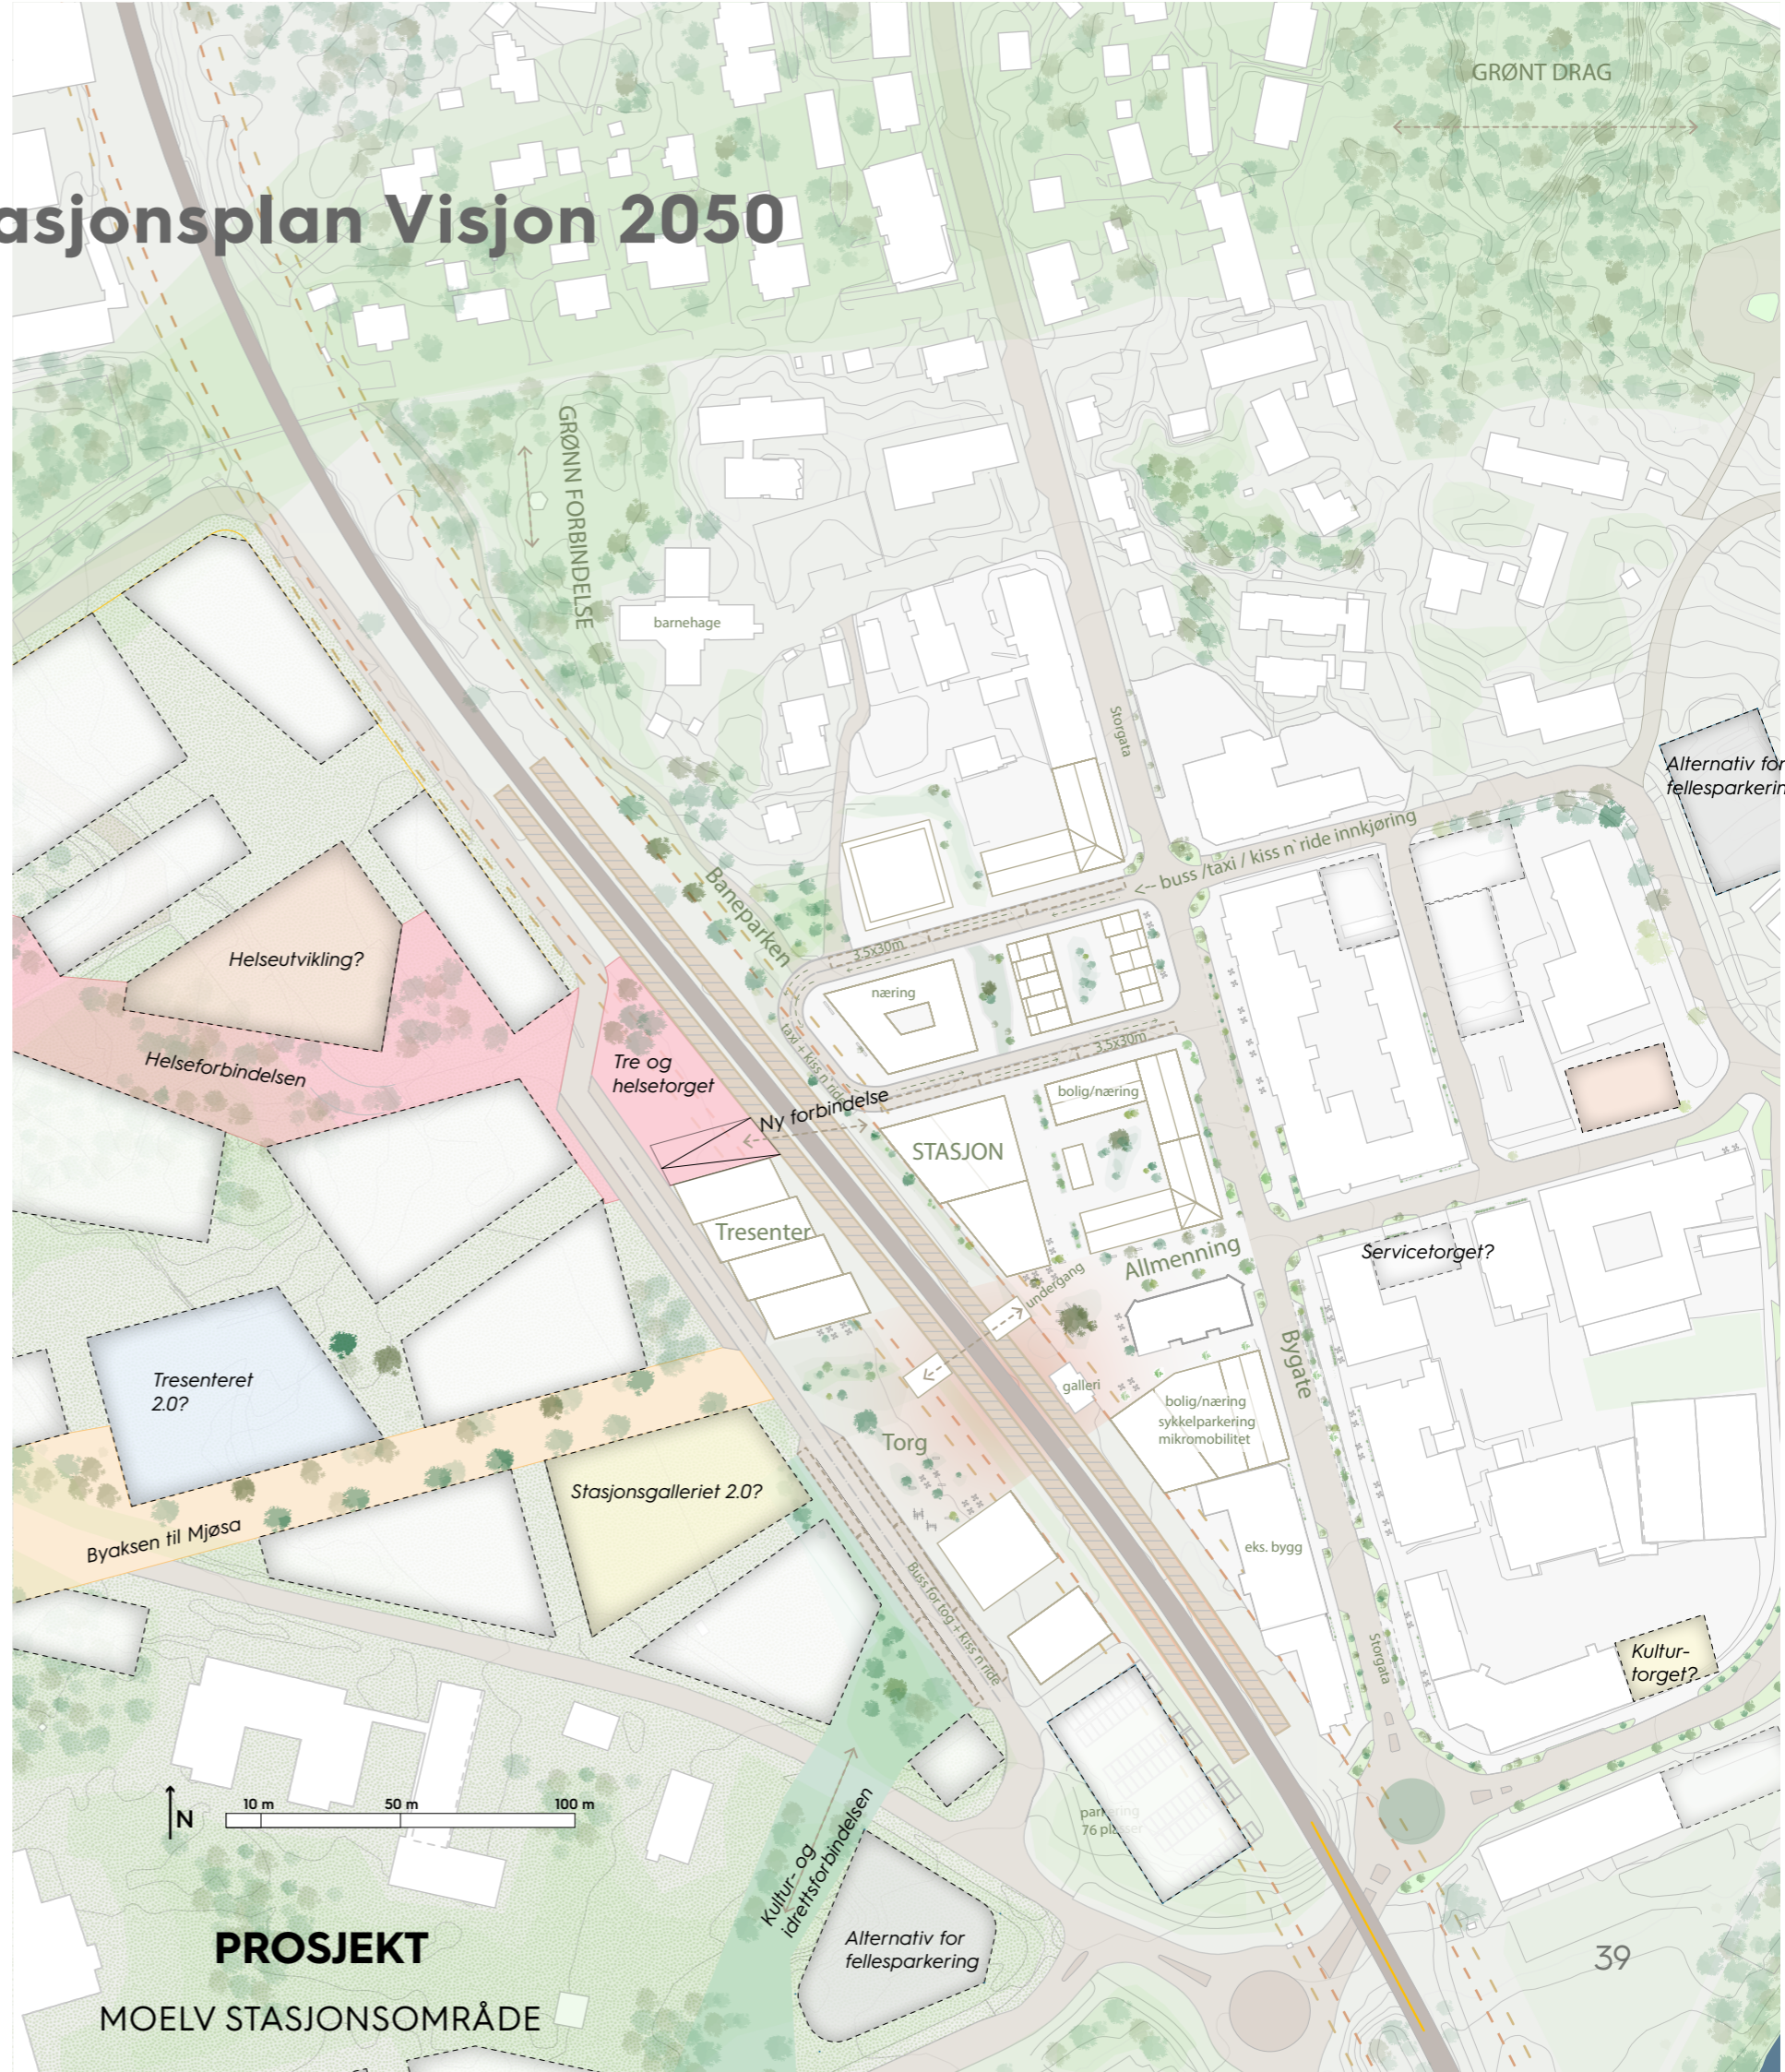 GRØNT DRAG
asjonsplan Visjon 2050
GRØNN FORBINDELSE
barnehage
Storgata
Alternativ for
fellesparkerin
<-- buss /taxi / kiss n`ride innkjøring
Baneparken
3.5x30m
Helseutvikling?
næring
taxi + kiss n ride
3.5x30m
Helseforbindelsen
Tre og
helsetorget
Ny forbindelse
bolig/næring
STASJON
Tresenter
Allmenning
Servicetorget?
undergang
Tresenteret
2.0?
Bygate
galleri
bolig/næring
sykkelparkering
mikromobilitet
Torg
Stasjonsgalleriet 2.0?
Byaksen til Mjøsa
eks. bygg
Buss for tog + kiss n ride
Storgata
Kultur-
torget?
10 m
50 m
100 m
N
parkering
76 plasser
Kultur- og
idrettsforbindelsen
Alternativ for
fellesparkering
PROSJEKT
MOELV STASJONSOMRÅDE
39